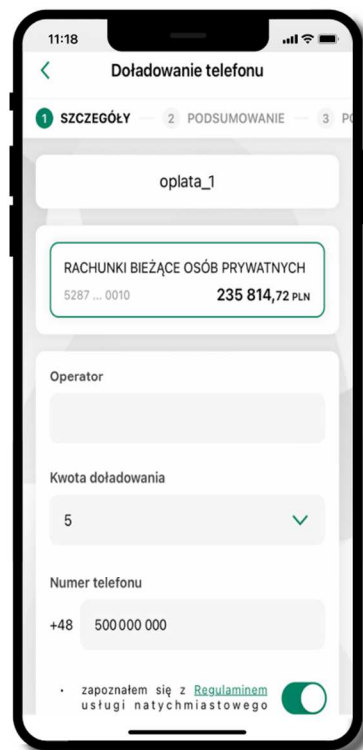 11:18
Doładowanie telefonu
1 SZCZEGÓŁY 2 PODSUMOWANIE 3
oplata_1
RACHUNKI BIEŻĄCE OSÓB PRYWATNYCH
5287 ... 0010 235 814,72 PLN
Operator
Kwota doładowania
5
Numer telefonu
+48 500 000 000
· zapoznałem się z Regulaminem
usługi natychmiastowego